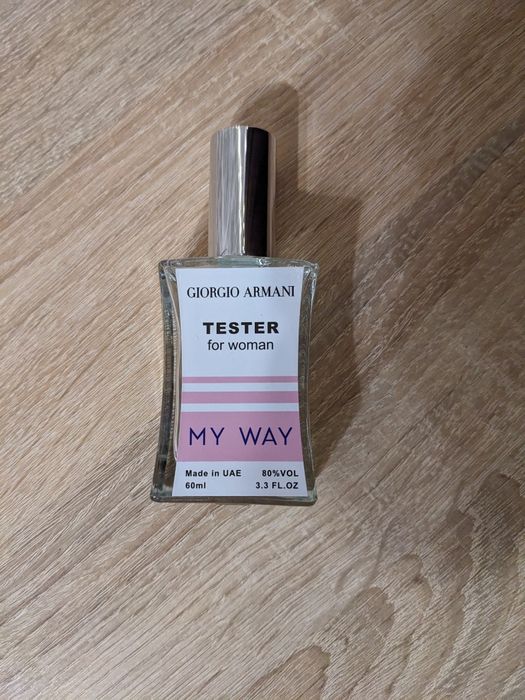 GIORGIO ARMANI
TESTER
for woman
MY WAY
Made in UAE 80%VOL
60ml 3.3 FL.OZ